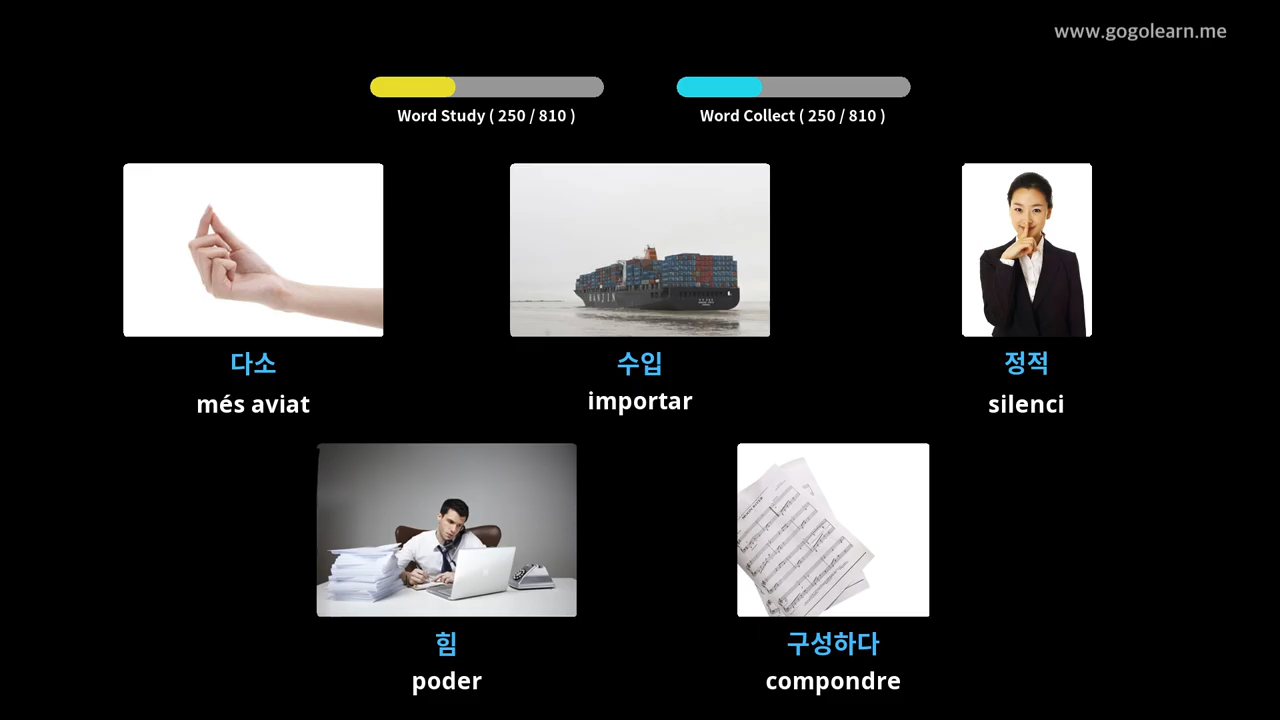 www.gogolearn.me
Word Study ( 250 / 810 )
Word Collect ( 250 / 810 )
다소
més aviat
수입
importar
정적
silenci
HANJIN
힘
poder
구성하다
compondre